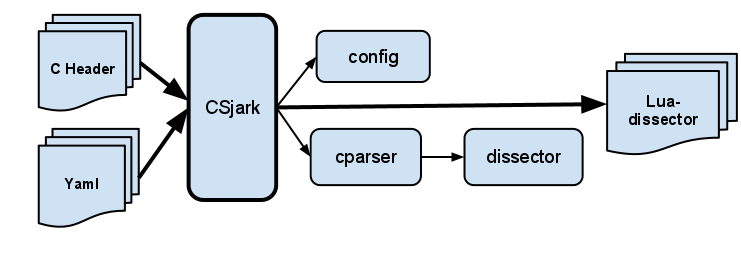 C Header
config
CSjark
Lua-
dissector
cparser
dissector
Yaml